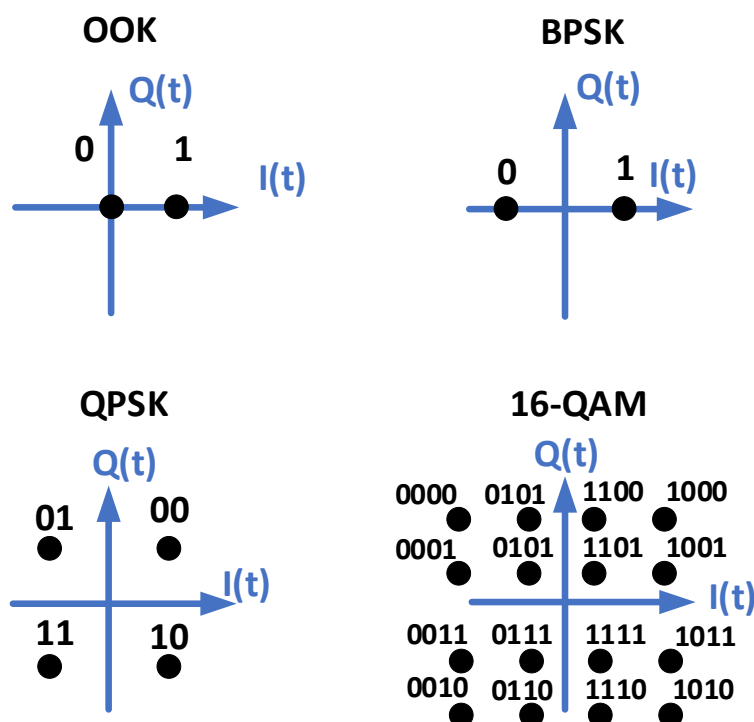 OOK
Q(t)
0 1
I(t)
BPSK
Q(t)
0 1
I(t)
QPSK
Q(t)
01 00
I(t)
11 10
16-QAM
Q(t)
0000 0101 1100 1000
0001 0101 1101 1001
I(t)
0011 0111 1111 1011
0010 0110 1110 1010